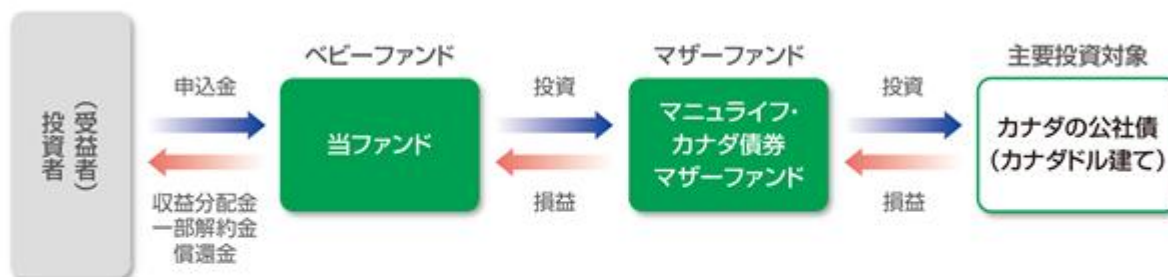 投資者
（受益者）
申込金
収益分配金
一部解約金
償還金
ベビーファンド
当ファンド
投資
損益
マザーファンド
マニュライフ・
カナダ債券
マザーファンド
投資
損益
主要投資対象
カナダの公社債
（カナダドル建て）